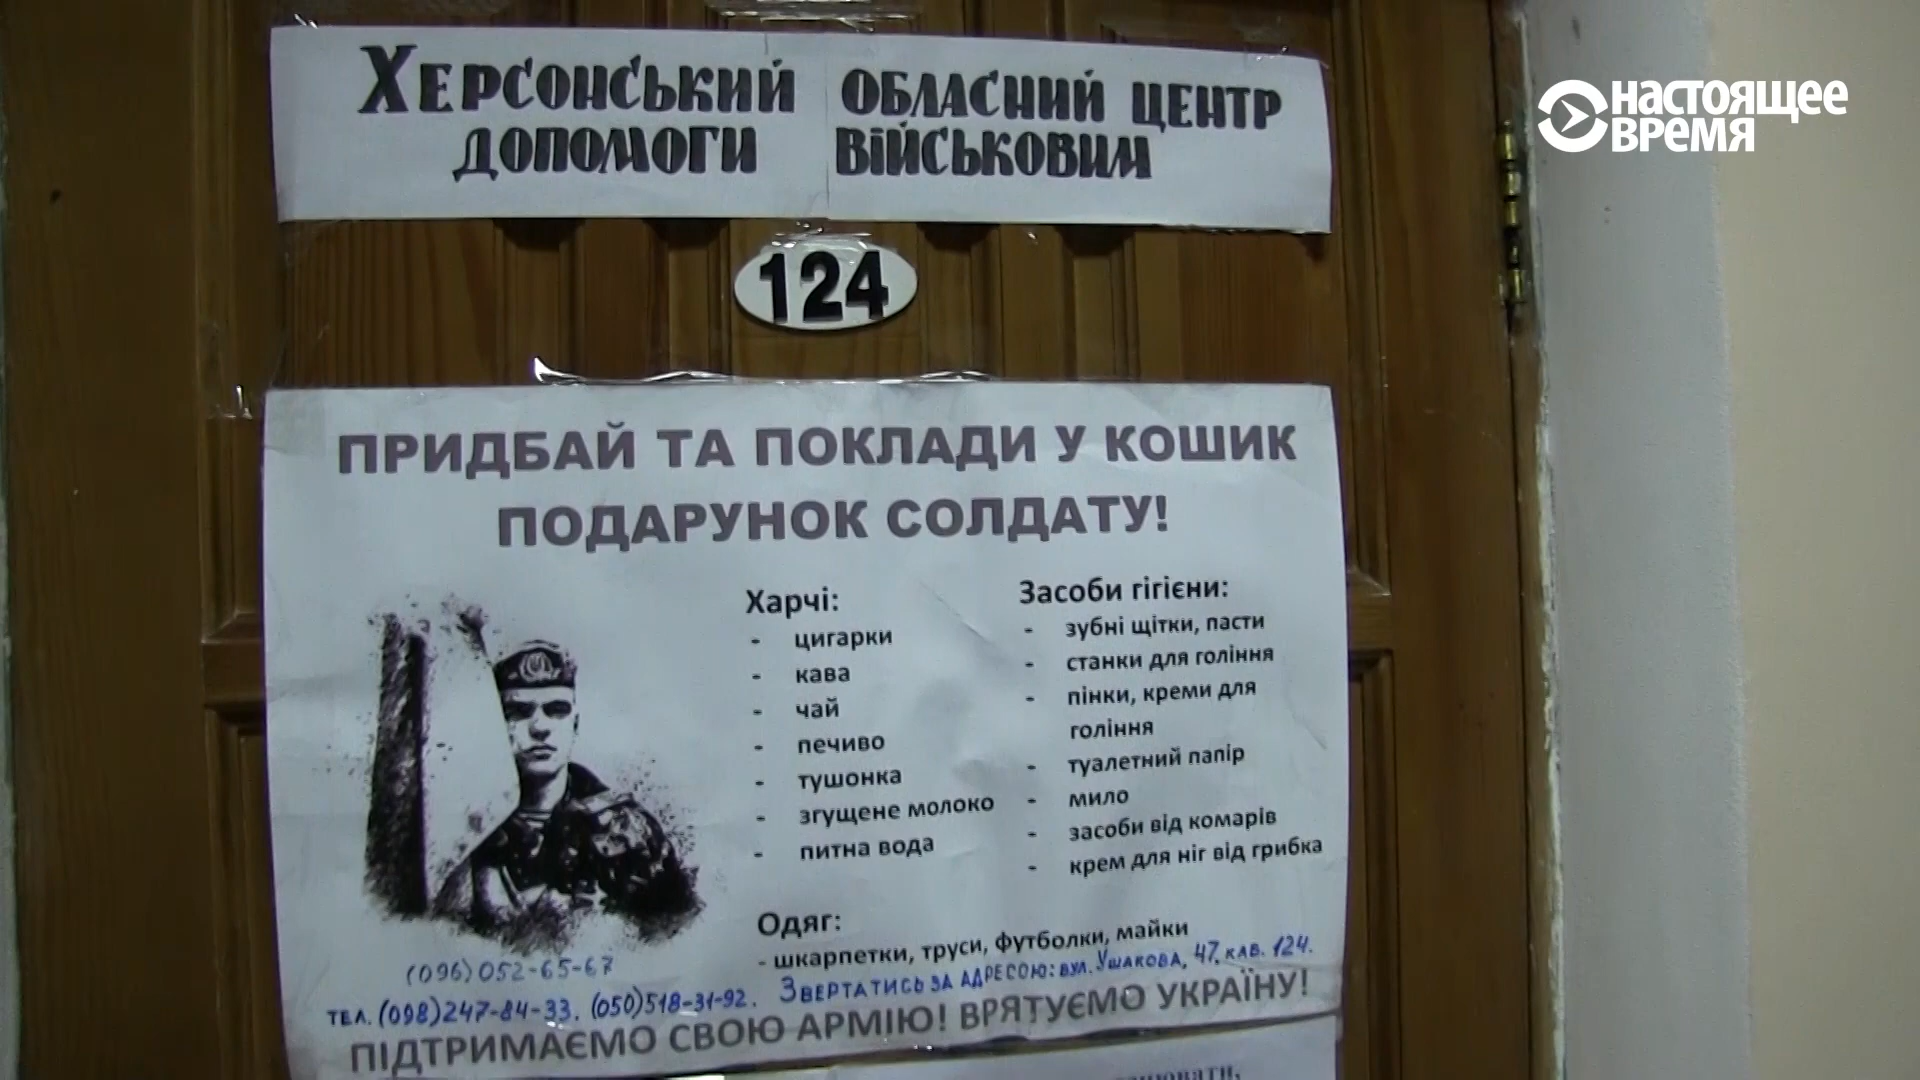 Херсонський обласний центр
допомоги військовим
НАСТОЯЩЕЕ
ВРЕМЯ
124
ПРИДБАЙ ТА ПОКЛАДИ У КОШИК
ПОДАРУНОК СОЛДАТУ!
Харчі:
- цигарки
- кава
- чай
- печиво
- тушонка
- згущене молоко
- питна вода
Засоби гігієни:
- зубні щітки, пасти
- станки для гоління
- пінки, креми для
гоління
- туалетний папір
- мило
- засоби від комарів
- крем для ніг від грибка
Одяг:
- шкарпетки, труси, футболки, майки
(096) 052-65-67
ТЕЛ. (098)247-84-33, (050)518-31-92. ЗВЕРТАТИСЬ ЗА АДРЕСОЮ: ВУЛ. УШАКОВА, 47, КАВ. 124.
ПІДТРИМАЄМО СВОЮ АРМІЮ! ВРЯТУЄМО УКРАЇНУ!